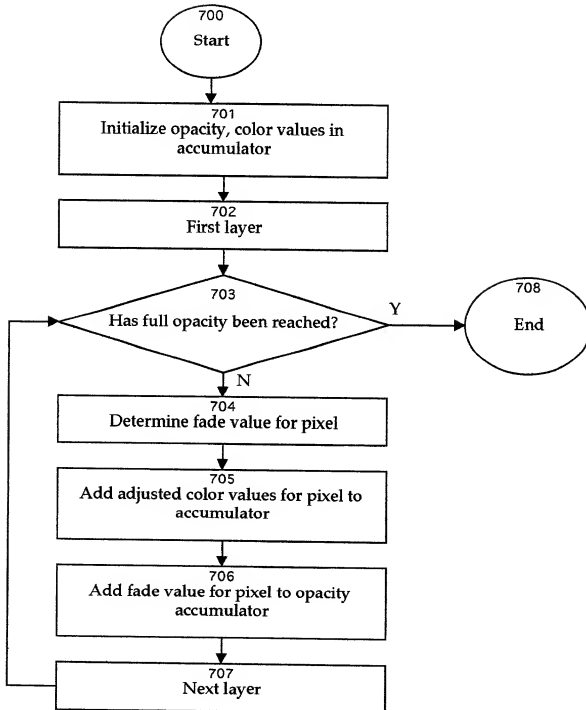 700
Start
701
Initialize opacity, color values in
accumulator
702
First layer
703
Has full opacity been reached?
Y
708
End
N
704
Determine fade value for pixel
705
Add adjusted color values for pixel to
accumulator
706
Add fade value for pixel to opacity
accumulator
707
Next layer